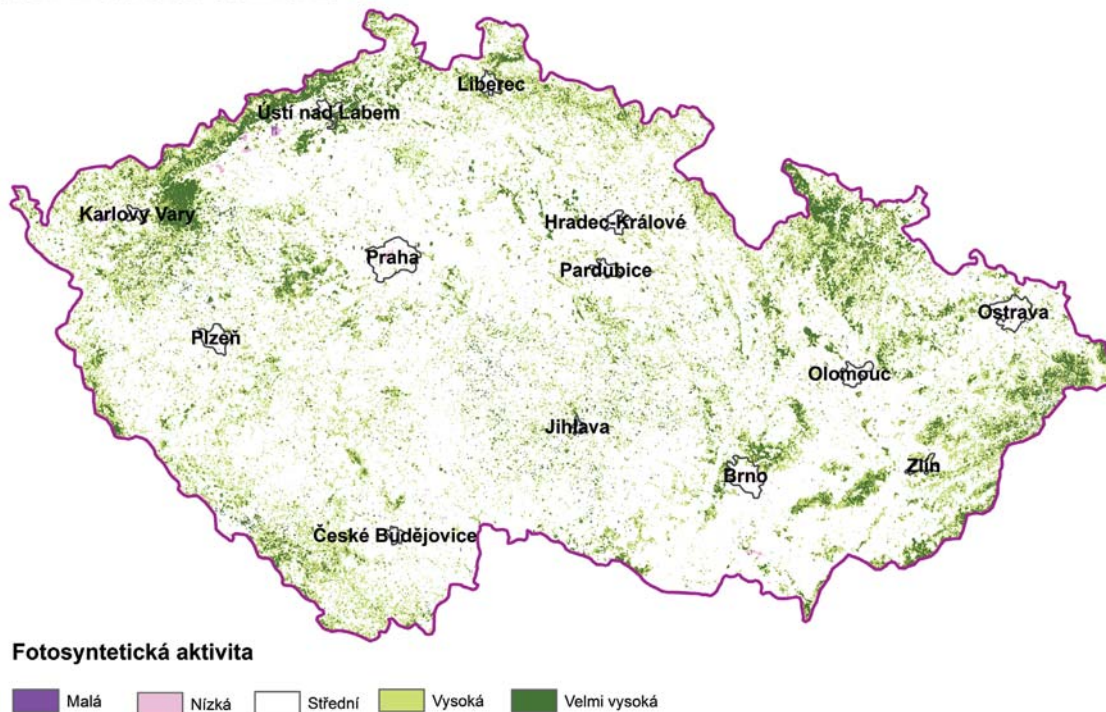 Liberec
Ústí nad Labem
Karlovy Vary
Hradec-Králové
Praha
Pardubice
Ostrava
Plzeň
Olomouc
Jihlava
Zlín
Brno
České Budějovice
Fotosyntetická aktivita
Malá
Nízká
Střední
Vysoká
Velmi vysoká